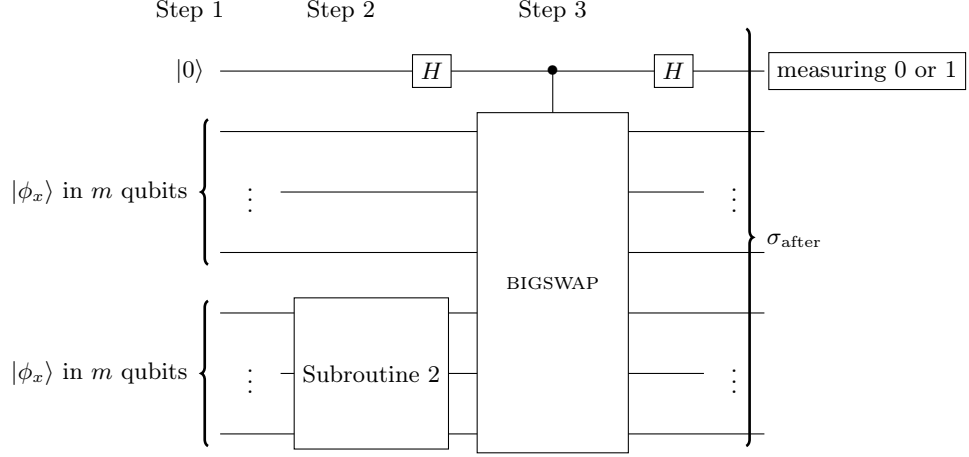 Step 1 Step 2 Step 3
|0⟩ H H measuring 0 or 1
|ϕ_x⟩ in m qubits ⋮ ⋮
σ_after
BIGSWAP
|ϕ_x⟩ in m qubits ⋮ Subroutine 2 ⋮